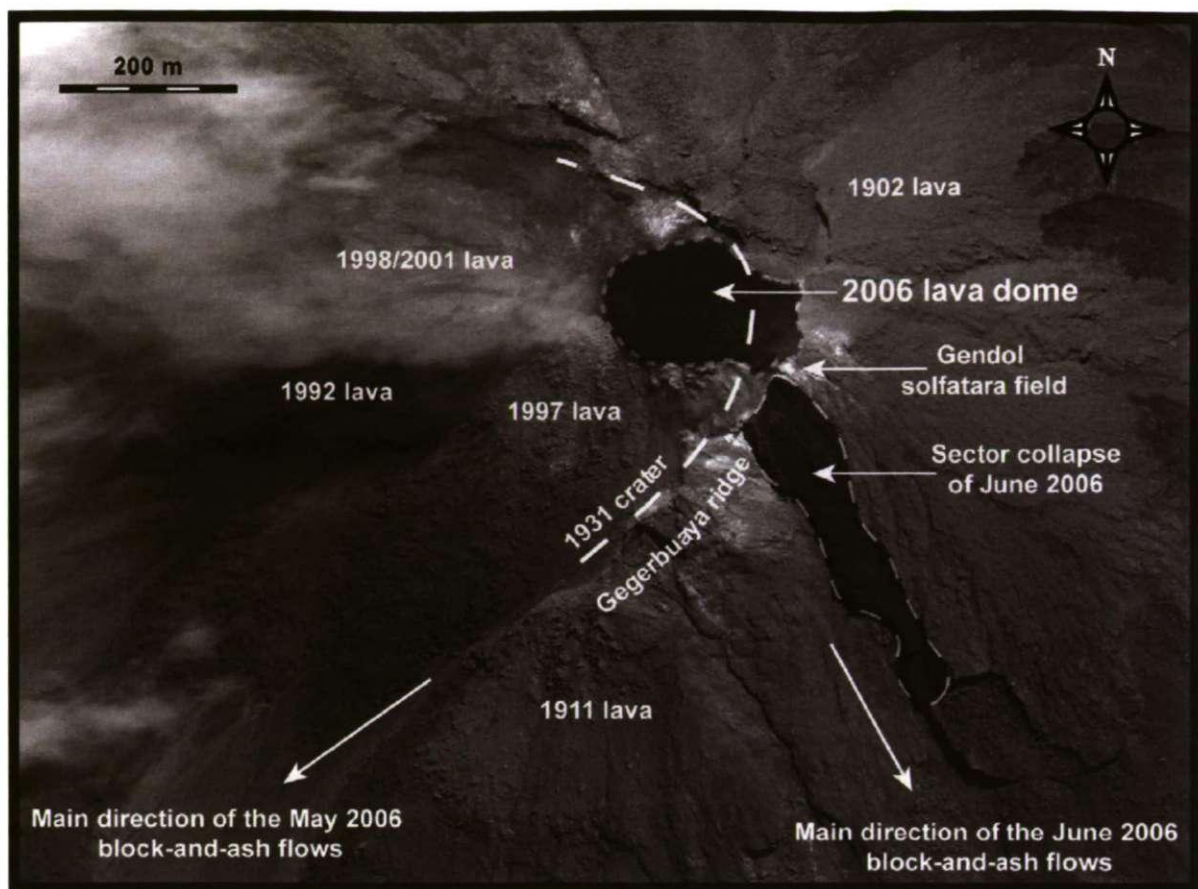 200 m
N
1902 lava
1998/2001 lava
2006 lava dome
Gendol
solfatara field
1992 lava
1997 lava
Sector collapse
of June 2006
1931 crater
Gegerbuaya ridge
1911 lava
Main direction of the May 2006
block-and-ash flows
Main direction of the June 2006
block-and-ash flows